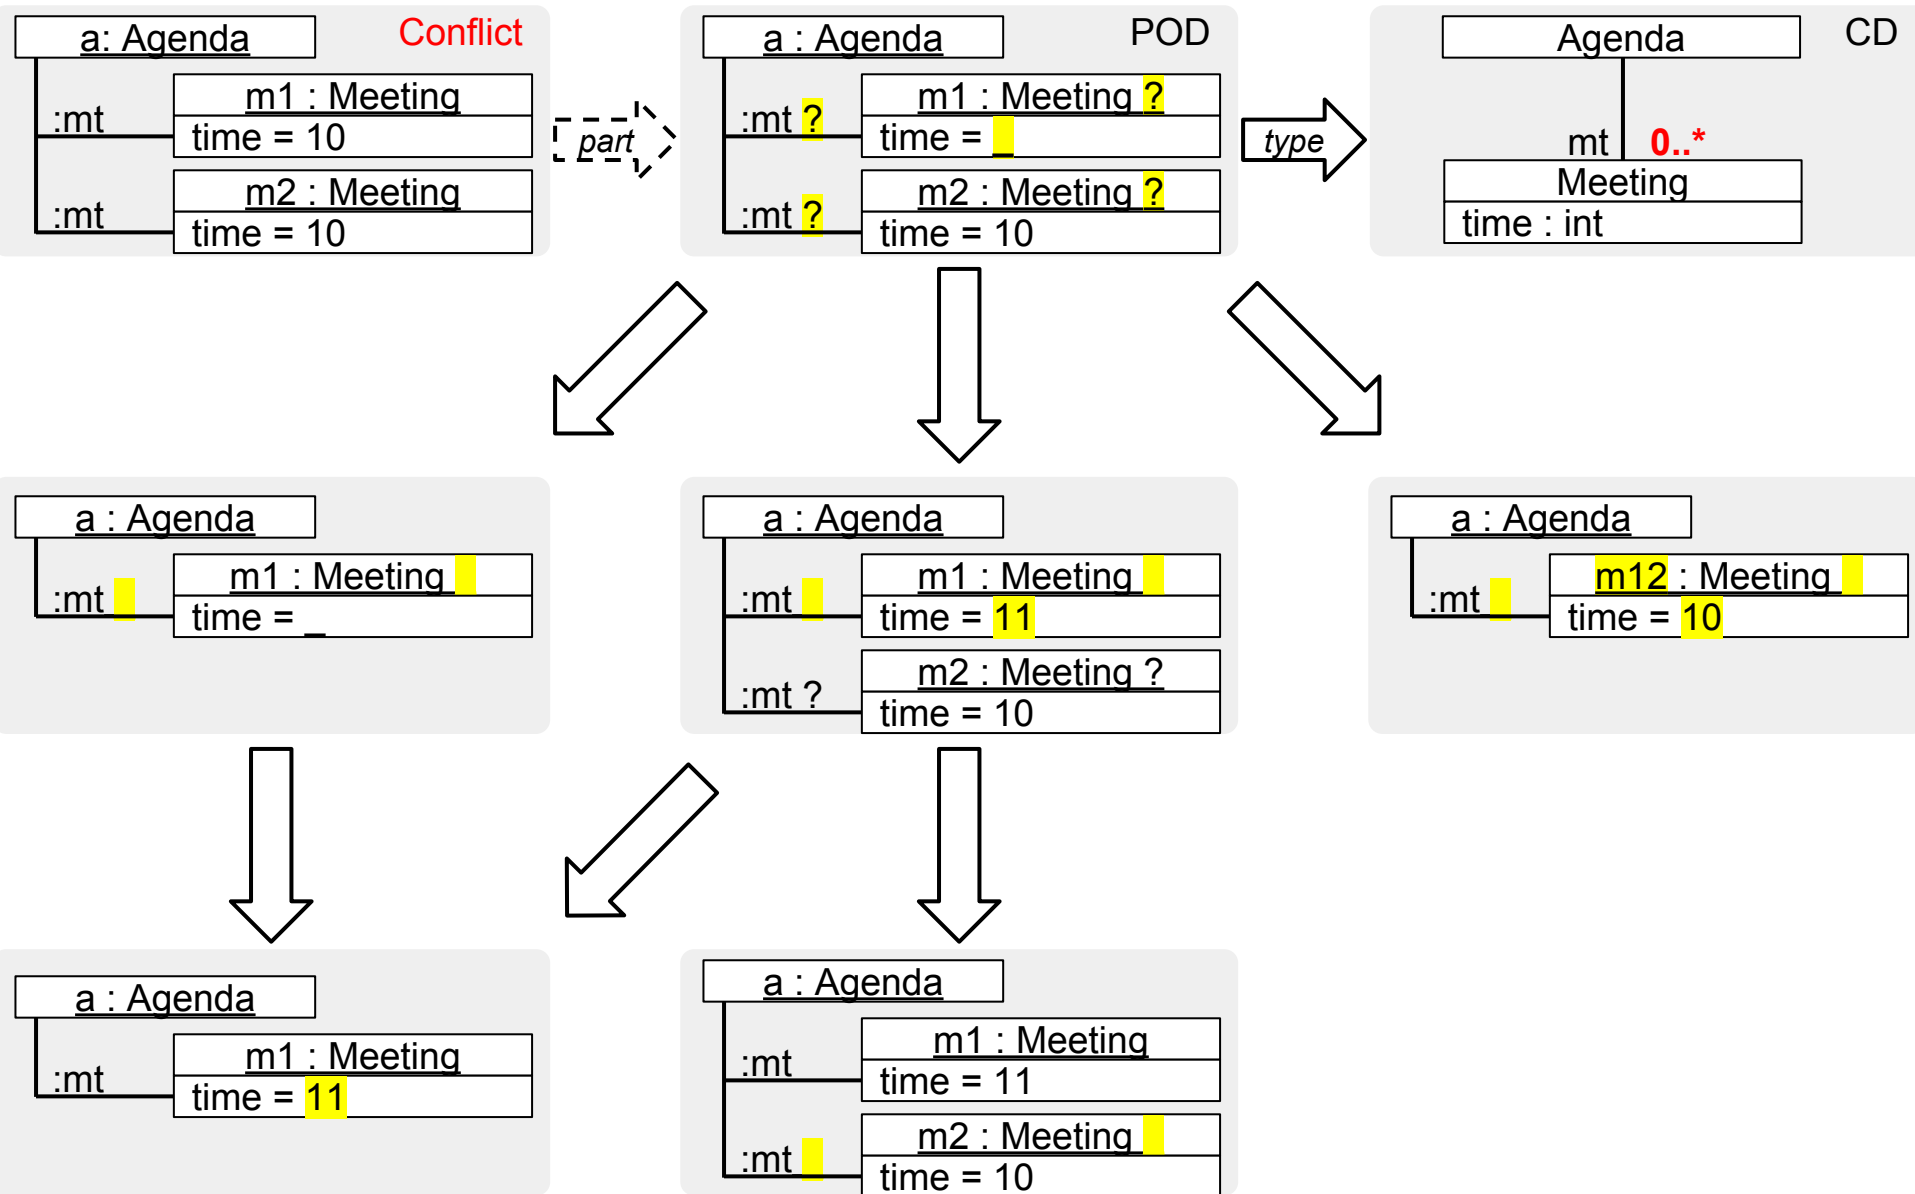 a: Agenda
Conflict
:mt
m1 : Meeting
time = 10
:mt
m2 : Meeting
time = 10
part
a : Agenda
POD
:mt ?
m1 : Meeting ?
time = _
:mt ?
m2 : Meeting ?
time = 10
type
Agenda
CD
mt
0..*
Meeting
time : int
a : Agenda
:mt
m1 : Meeting
time = _
a : Agenda
:mt
m1 : Meeting
time = 11
:mt ?
m2 : Meeting ?
time = 10
a : Agenda
:mt
m12 : Meeting
time = 10
a : Agenda
:mt
m1 : Meeting
time = 11
a : Agenda
:mt
m1 : Meeting
time = 11
:mt
m2 : Meeting
time = 10